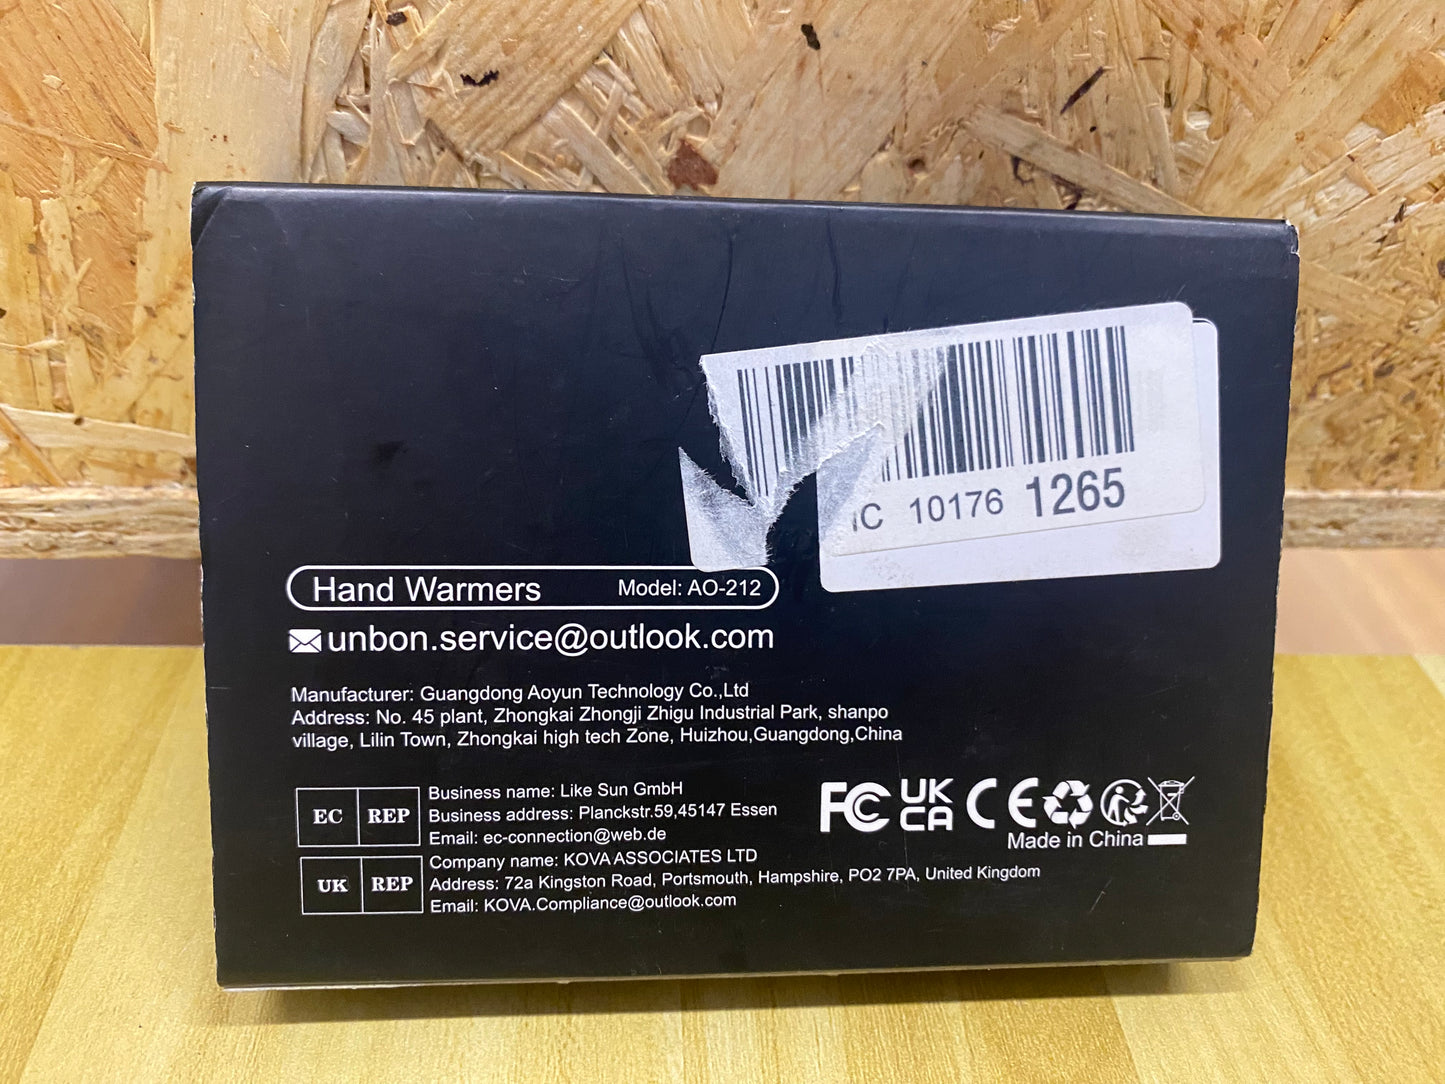 10176 1265
Hand Warmers Model: AO-212
unbon.service@outlook.com
Manufacturer: Guangdong Aoyun Technology Co.,Ltd
Address: No. 45 plant, Zhongkai Zhongji Zhigu Industrial Park, shanpo
village, Lilin Town, Zhongkai high tech Zone, Huizhou,Guangdong,China
EC REP
Business name: Like Sun GmbH
Business address: Planckstr.59,45147 Essen
Email: ec-connection@web.de
FC UK CA CE
Made in China
UK REP
Company name: KOVA ASSOCIATES LTD
Address: 72a Kingston Road, Portsmouth, Hampshire, PO2 7PA, United Kingdom
Email: KOVA.Compliance@outlook.com